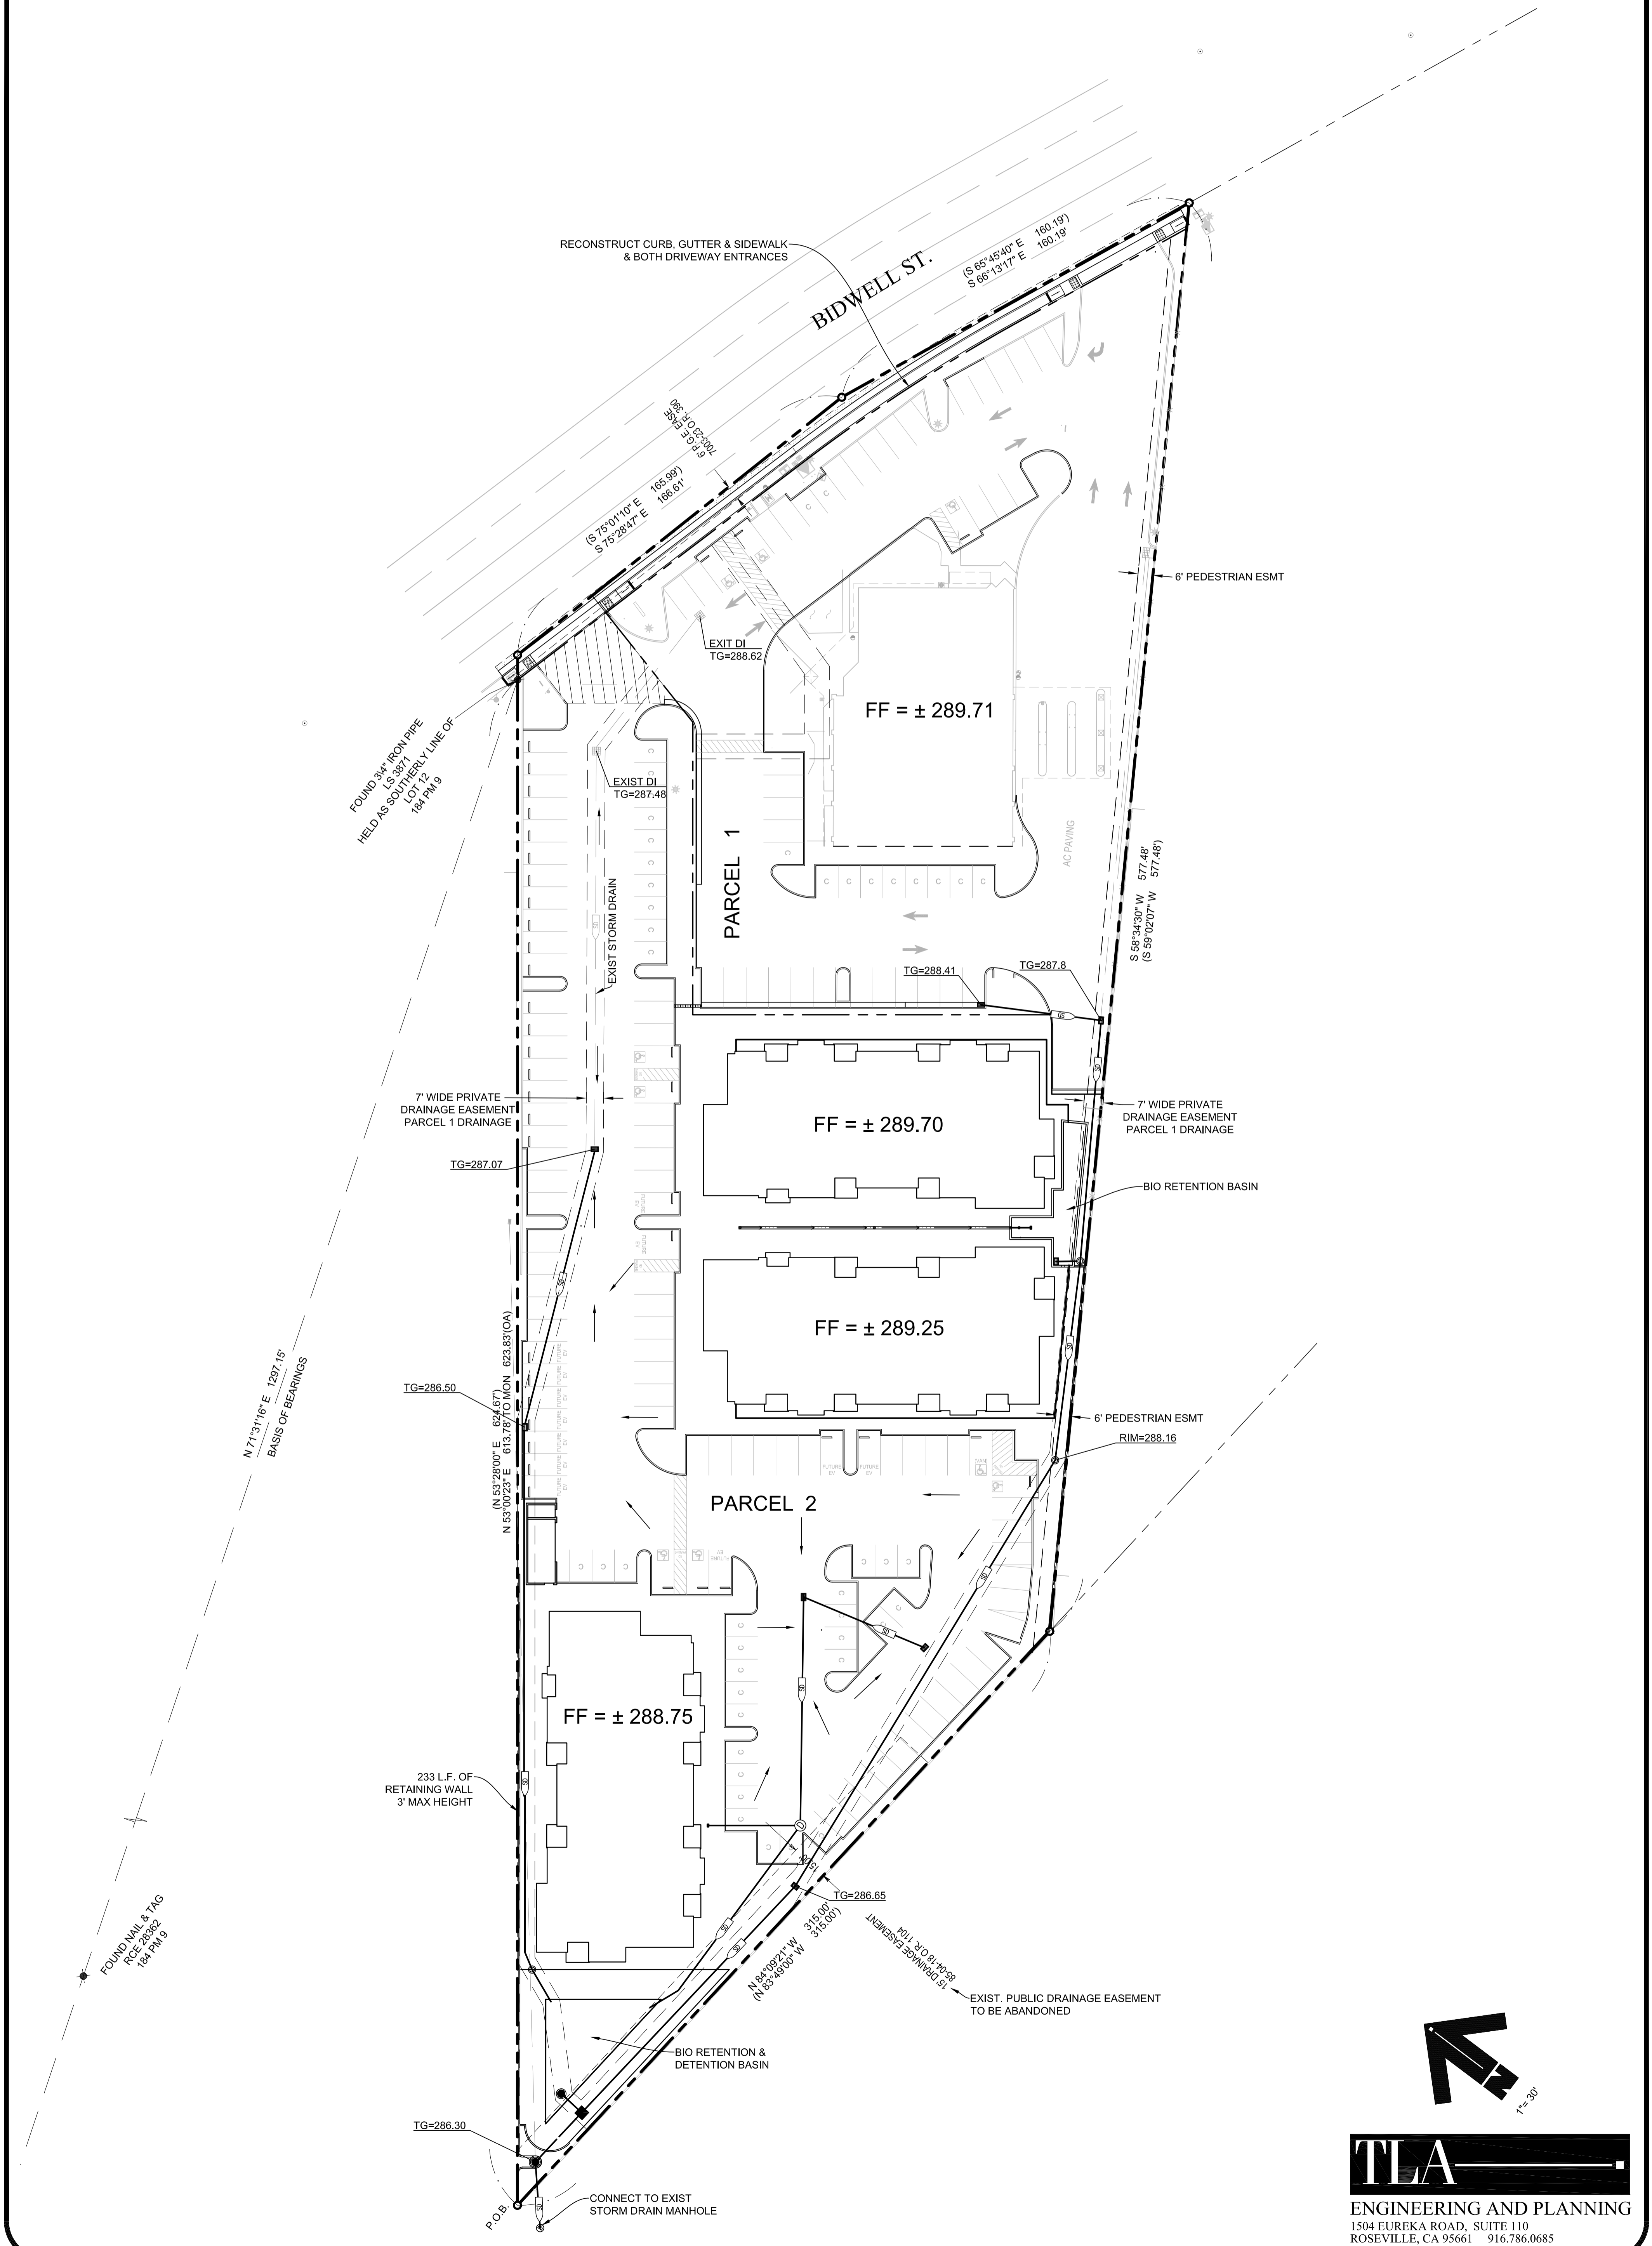 RECONSTRUCT CURB, GUTTER & SIDEWALK
& BOTH DRIVEWAY ENTRANCES
BIDWELL ST.
(S 65°45'40" E 160.19')
S 66°13'17" E 160.19'
6' P.G.E EASE
7003-23 O.R. 390
(S 75°01'10" E 165.99')
S 75°28'47" E 166.61'
6' PEDESTRIAN ESMT
EXIT DI
TG=288.62
FF = ± 289.71
FOUND 3\4" IRON PIPE
LS 3871
HELD AS SOUTHERLY LINE OF
LOT 12
184 PM 9
EXIST DI
TG=287.48
PARCEL 1
AC PAVING
EXIST STORM DRAIN
S 58°34'30" W 577.48'
(S 59°02'07" W 577.48')
TG=288.41
TG=287.8
7' WIDE PRIVATE
DRAINAGE EASEMENT
PARCEL 1 DRAINAGE
7' WIDE PRIVATE
DRAINAGE EASEMENT
PARCEL 1 DRAINAGE
FF = ± 289.70
TG=287.07
BIO RETENTION BASIN
FF = ± 289.25
N 71°31'16" E 1297.15'
BASIS OF BEARINGS
TG=286.50
(N 53°28'00" E 624.67')
N 53°00'23" E 613.78' TO MON 623.83'(OA)
6' PEDESTRIAN ESMT
RIM=288.16
FUTURE
EV
FUTURE
EV
(VAN)
PARCEL 2
FF = ± 288.75
233 L.F. OF
RETAINING WALL
3' MAX HEIGHT
15.00'
TG=286.65
FOUND NAIL & TAG
RCE 28362
184 PM 9
N 84°09'21" W 315.00'
(N 83°49'00" W 315.00')
15' DRAINAGE EASEMENT
85-04-18 O.R. 1104
EXIST. PUBLIC DRAINAGE EASEMENT
TO BE ABANDONED
BIO RETENTION &
DETENTION BASIN
TG=286.30
P.O.B.
CONNECT TO EXIST
STORM DRAIN MANHOLE
1"= 30'
TLA
ENGINEERING AND PLANNING
1504 EUREKA ROAD, SUITE 110
ROSEVILLE, CA 95661 916.786.0685